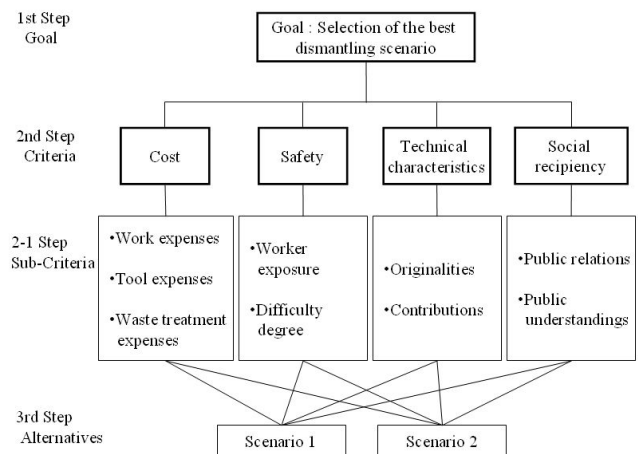 1st Step
Goal
Goal : Selection of the best
dismantling scenario
2nd Step
Criteria
Cost
Safety
Technical
characteristics
Social
recipiency
2-1 Step
Sub-Criteria
•Work expenses
•Tool expenses
•Waste treatment
expenses
•Worker
exposure
•Difficulty
degree
•Originalities
•Contributions
•Public relations
•Public
understandings
3rd Step
Alternatives
Scenario 1
Scenario 2